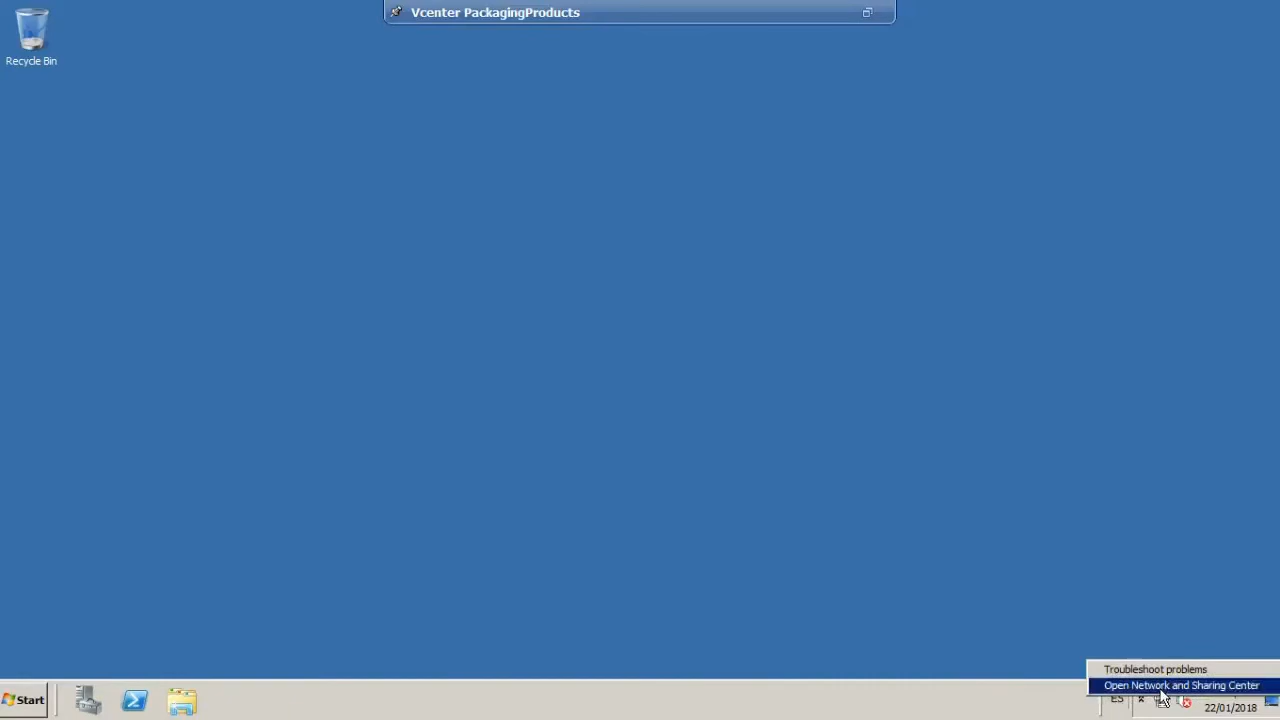 Vcenter PackagingProducts
Recycle Bin
Troubleshoot problems
Open Network and Sharing Center
Start
ES
22/01/2018